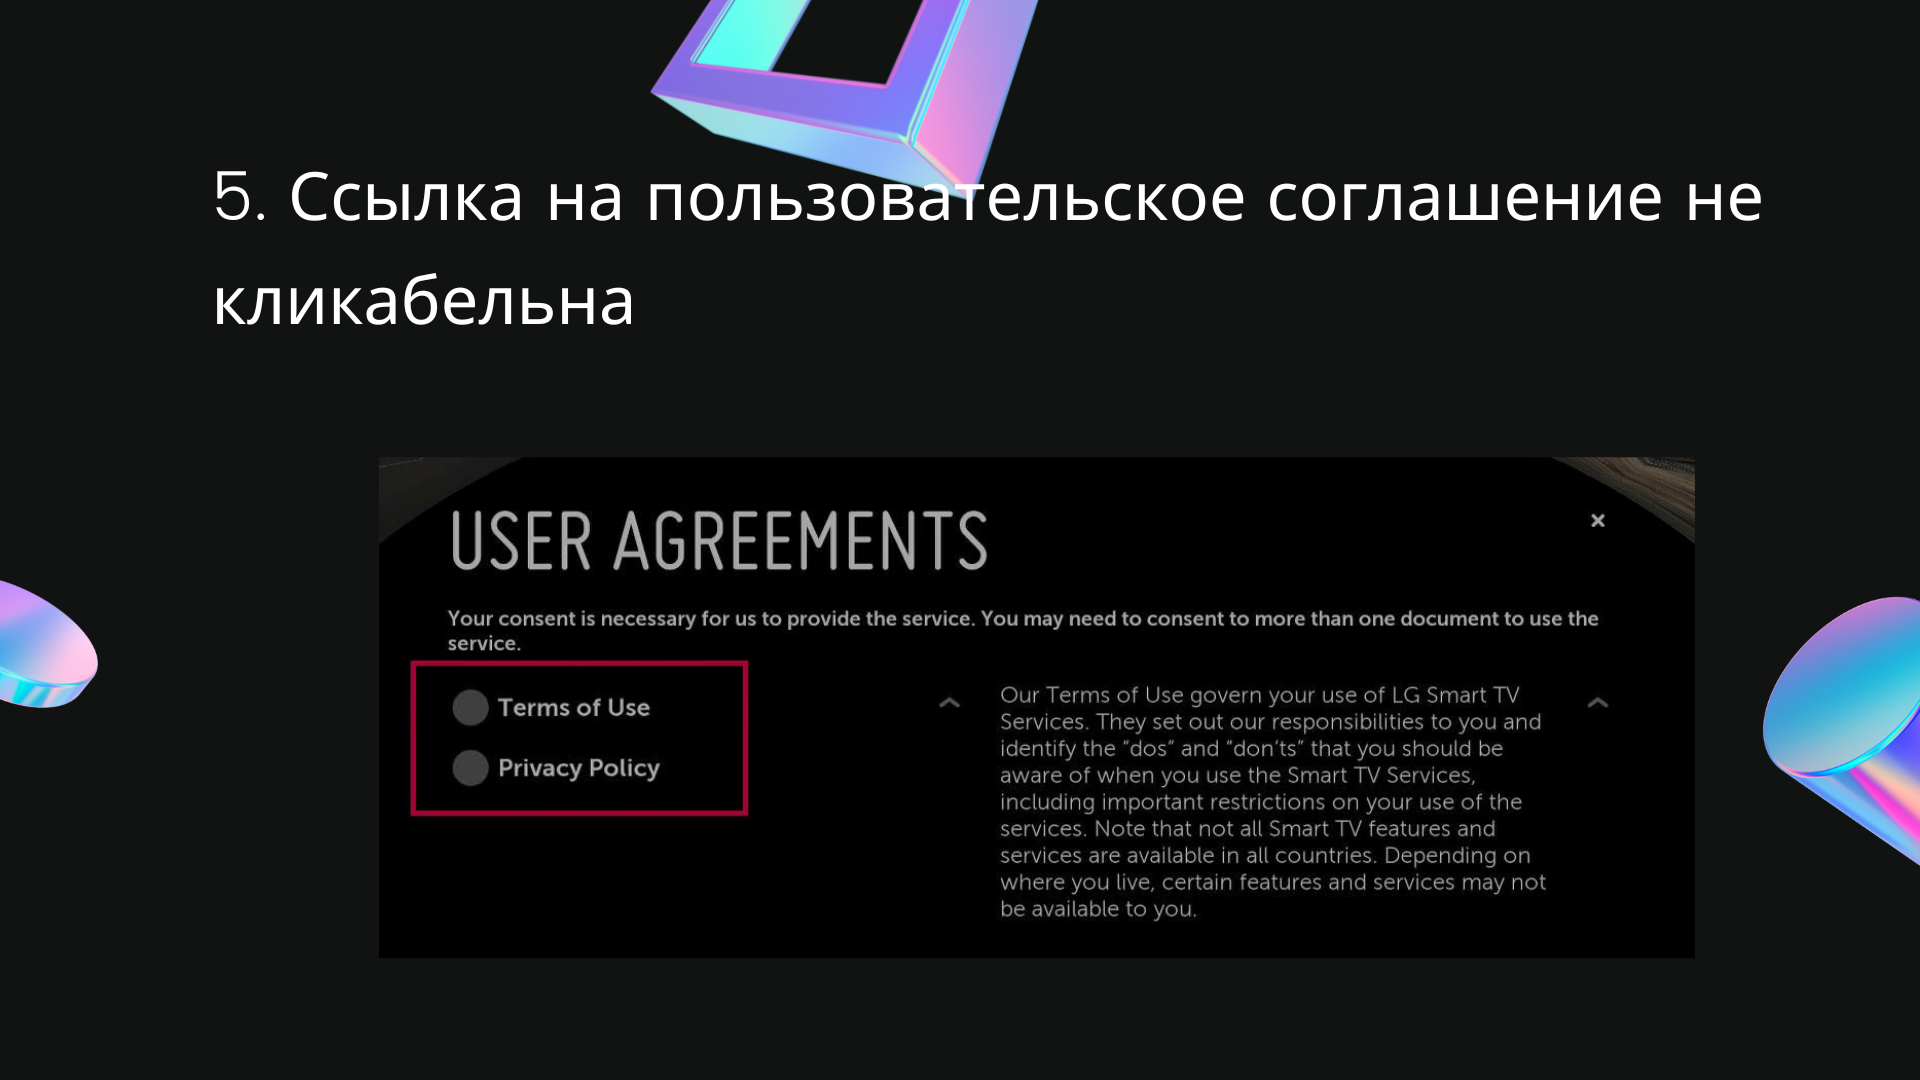 5. Ссылка на пользовательское соглашение не
кликабельна
USER AGREEMENTS
×
Your consent is necessary for us to provide the service. You may need to consent to more than one document to use the
service.
Terms of Use
Privacy Policy
Our Terms of Use govern your use of LG Smart TV
Services. They set out our responsibilities to you and
identify the “dos” and “don'ts” that you should be
aware of when you use the Smart TV Services,
including important restrictions on your use of the
services. Note that not all Smart TV features and
services are available in all countries. Depending on
where you live, certain features and services may not
be available to you.